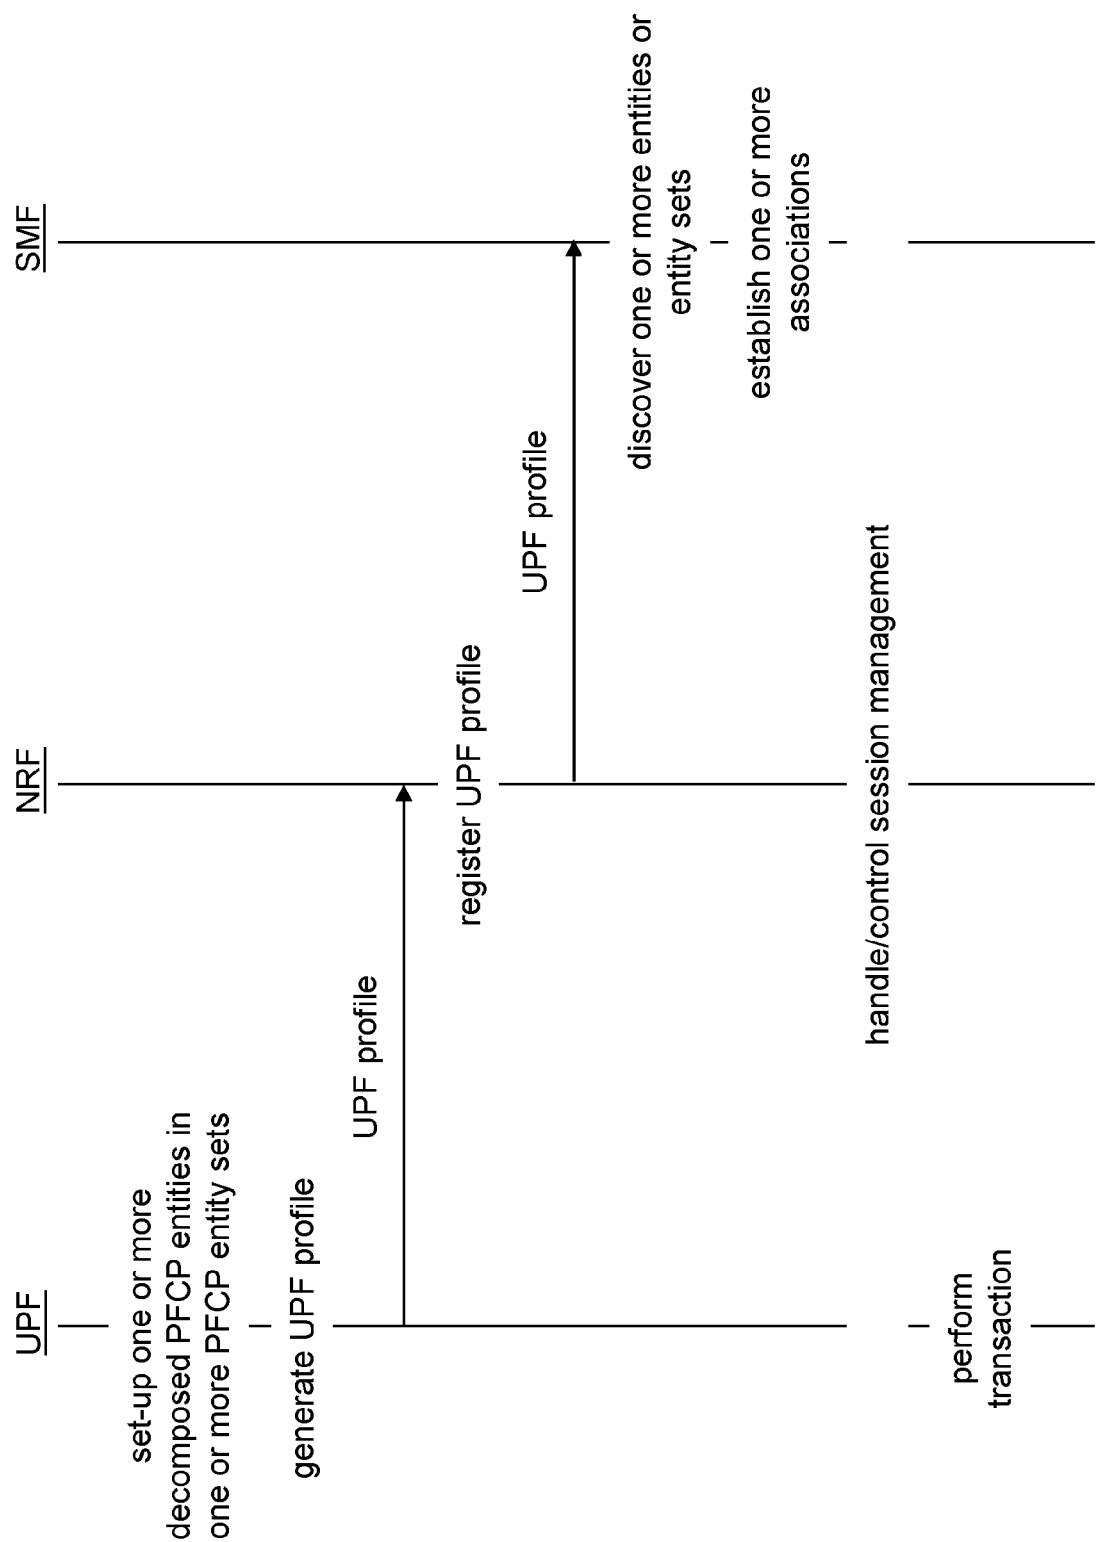 UPF
NRF
SMF
set-up one or more
decomposed PFCP entities in
one or more PFCP entity sets
generate UPF profile
UPF profile
register UPF profile
UPF profile
discover one or more entities or
entity sets
establish one or more
associations
handle/control session management
perform
transaction